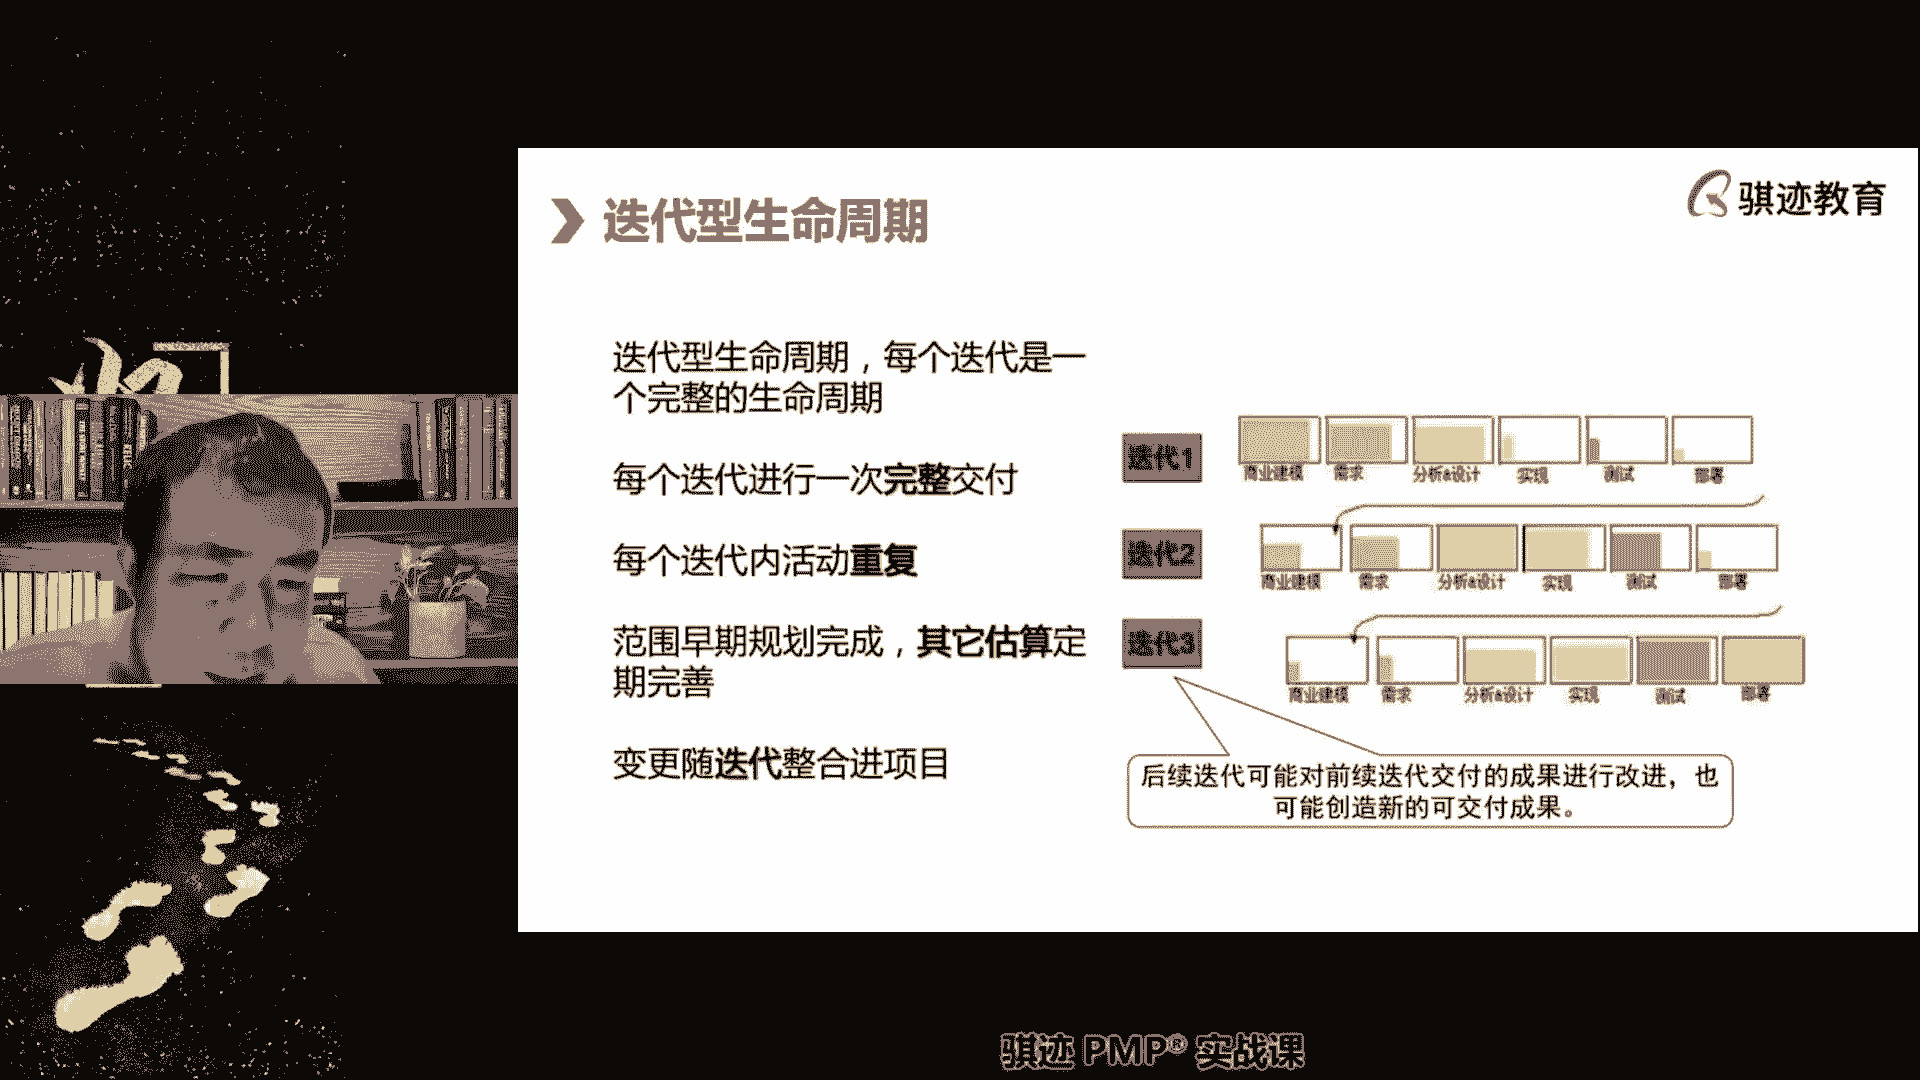 骐迹教育
迭代型生命周期
迭代型生命周期，每个迭代是一
个完整的生命周期
每个迭代进行一次完整交付
每个迭代内活动重复
范围早期规划完成，其它估算定
期完善
变更随迭代整合进项目
迭代1
商业建模 需求 分析&设计 实现 测试 部署
迭代2
商业建模 需求 分析&设计 实现 测试 部署
迭代3
商业建模 需求 分析&设计 实现 测试 部署
后续迭代可能对前续迭代交付的成果进行改进，也
可能创造新的可交付成果。
骐迹 PMP® 实战课